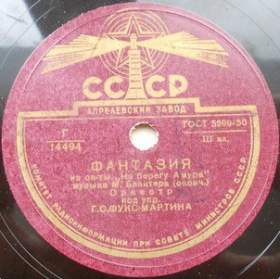 СССР
АПРЕЛЕВСКИЙ ЗАВОД
Г
14494
ГОСТ 5289-50
III кл.
ФАНТАЗИЯ
из оп-ты „На берегу Амура“
музыка М. Блантера (оконч.)
Оркестр
под упр.
Г.О.ФУКС-МАРТИНА
КОМИТЕТ РАДИОИНФОРМАЦИИ ПРИ СОВЕТЕ МИНИСТРОВ СССР